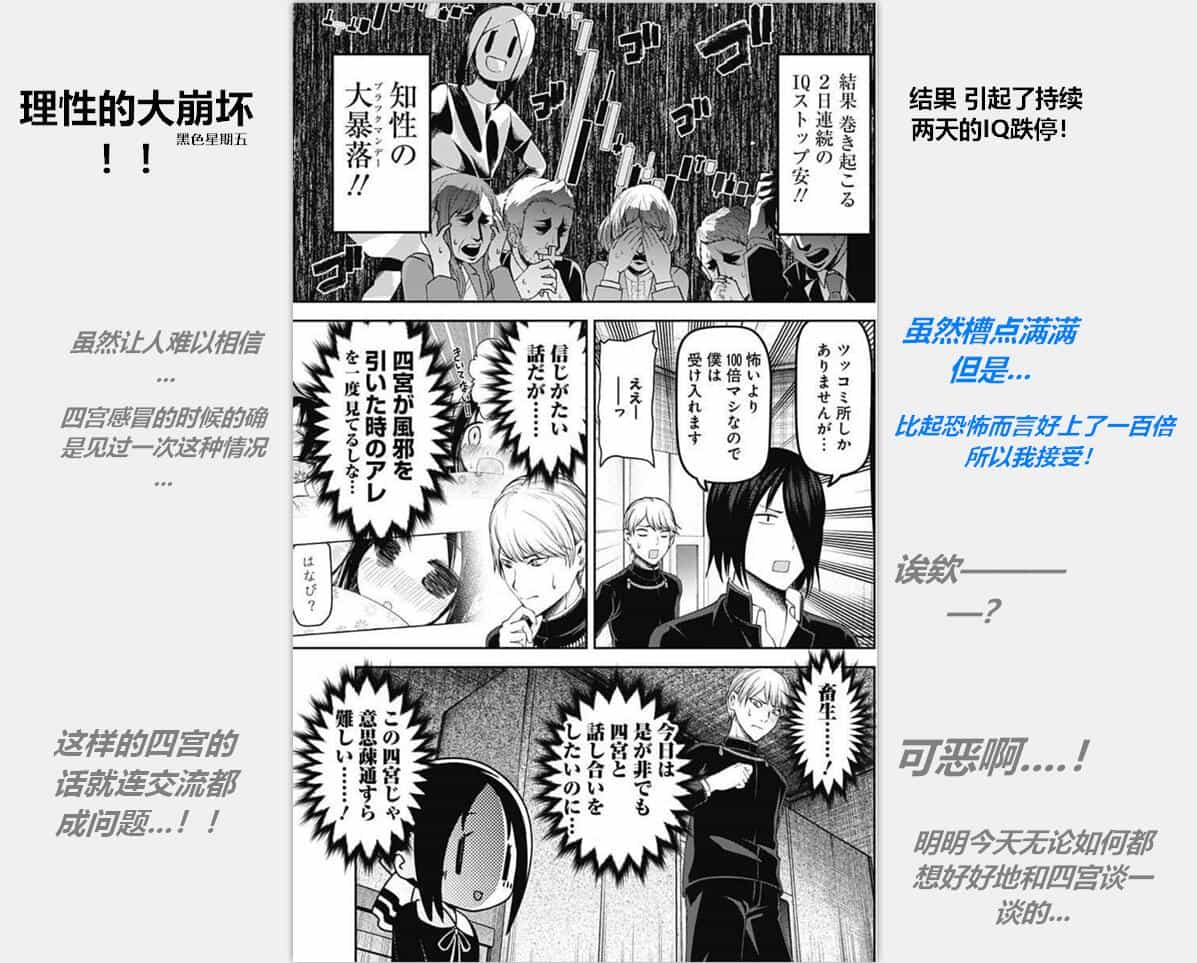 結果 巻き起こる
2日連続の
IQストップ安!!
知性の
ブラックマンデー
大暴落!!
ゴゴ
ゴゴ
ツッコミ所しか
ありませんが…
怖いより
100倍マシなので
僕は
受け入れます
ええー
ーーっ
信じがたい
話だが……
四宮が風邪を
引いた時のアレ
を一度見てるしな…
きいてない!!
はなび?
畜生……!
今日は
是が非でも
四宮と
話し合いを
したいのに…
この四宮じゃ
意思疎通すら
難しい……!
结果 引起了持续
两天的IQ跌停!
理性的大崩坏
黑色星期五
！！
虽然槽点满满
但是...
比起恐怖而言好上了一百倍
所以我接受!
诶欸————
—?
虽然让人难以相信
...
四宫感冒的时候的确
是见过一次这种情况
...
可恶啊....!
明明今天无论如何都
想好好地和四宫谈一
谈的...
这样的四宫的
话就连交流都
成问题...！！